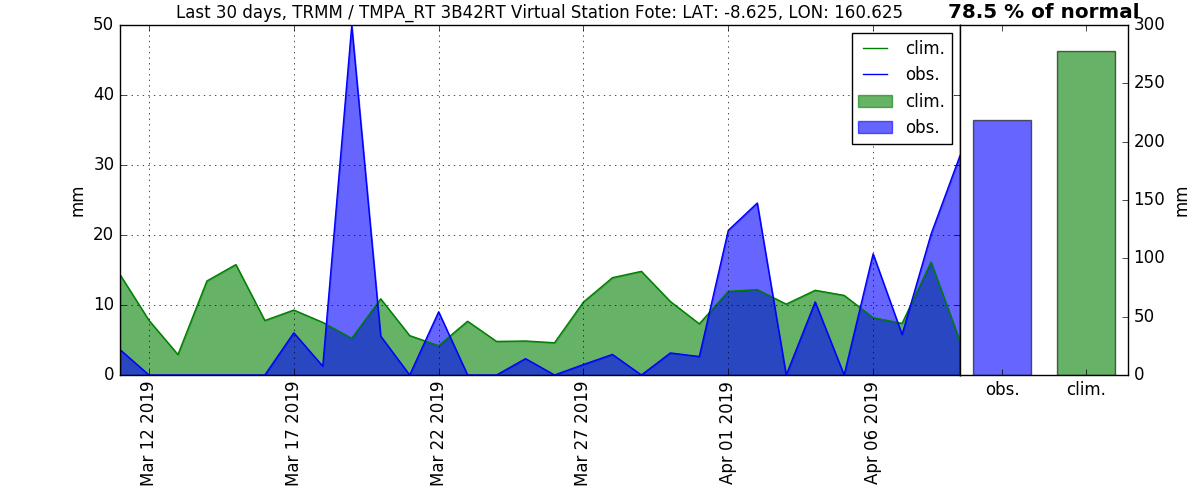 Last 30 days, TRMM / TMPA_RT 3B42RT Virtual Station Fote: LAT: -8.625, LON: 160.625
78.5 % of normal
50
40
30
20
10
0
mm
clim.
obs.
clim.
obs.
300
250
200
150
100
50
0
mm
obs.
clim.
Mar 12 2019
Mar 17 2019
Mar 22 2019
Mar 27 2019
Apr 01 2019
Apr 06 2019